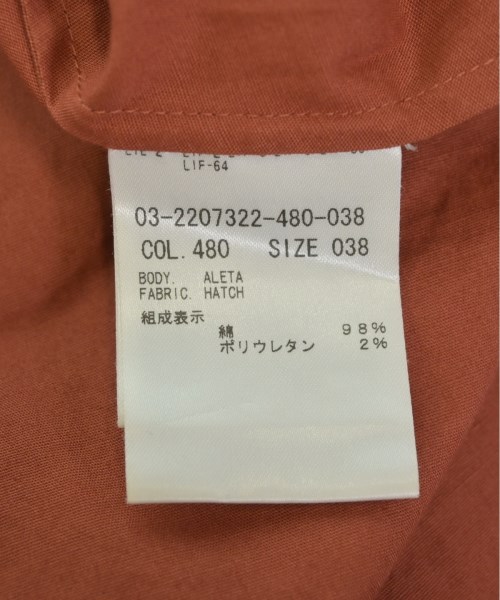 LIF-64
03-2207322-480-038
COL. 480 SIZE 038
BODY. ALETA
FABRIC. HATCH
組成表示
綿 98%
ポリウレタン 2%